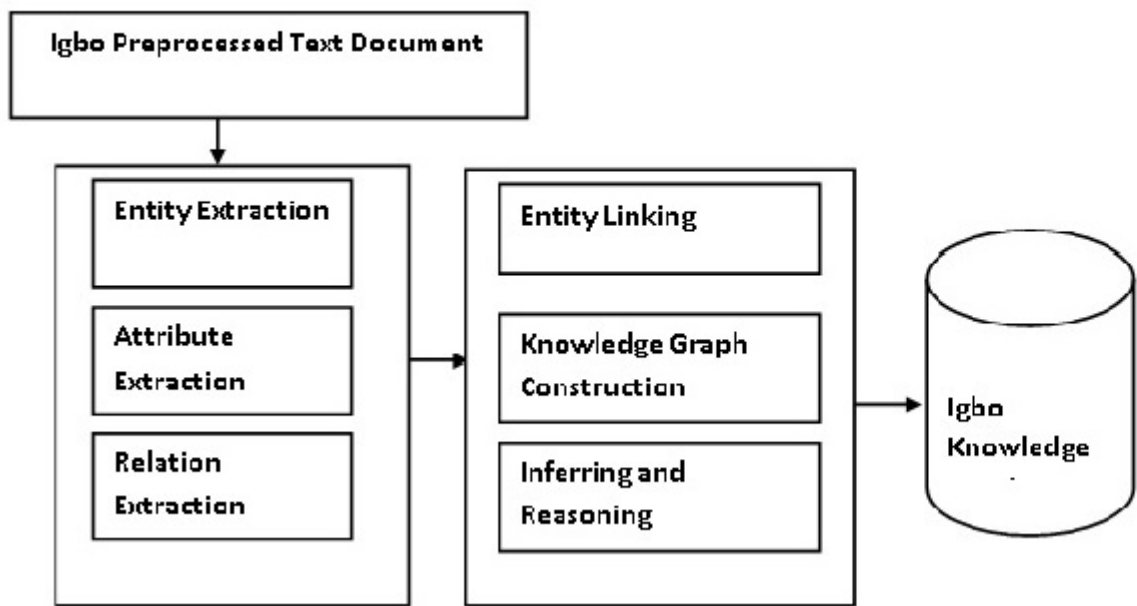 Igbo Preprocessed Text Document
Entity Extraction
Attribute
Extraction
Relation
Extraction
Entity Linking
Knowledge Graph
Construction
Inferring and
Reasoning
Igbo
Knowledge